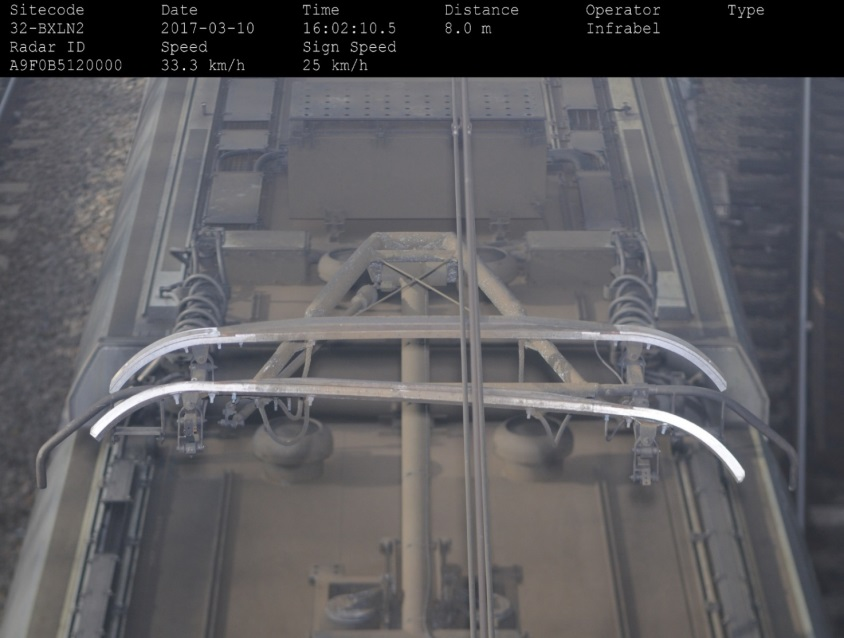 Sitecode Date Time Distance Operator Type
32-BXLN2 2017-03-10 16:02:10.5 8.0 m Infrabel
Radar ID Speed Sign Speed
A9F0B5120000 33.3 km/h 25 km/h